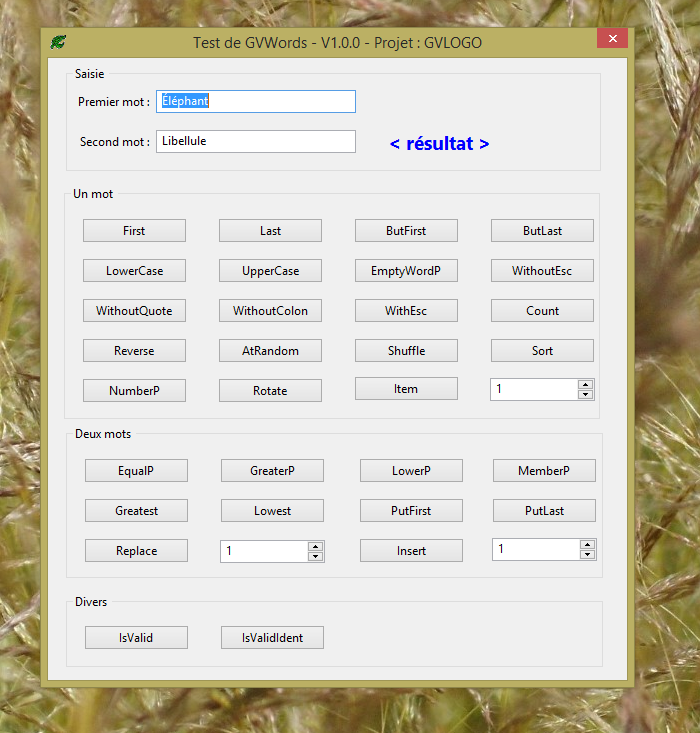 Test de GVWords - V1.0.0 - Projet : GVLOGO
Saisie
Premier mot : Éléphant
Second mot : Libellule
< résultat >
Un mot
First Last ButFirst ButLast
LowerCase UpperCase EmptyWordP WithoutEsc
WithoutQuote WithoutColon WithEsc Count
Reverse AtRandom Shuffle Sort
NumberP Rotate Item 1
Deux mots
EqualP GreaterP LowerP MemberP
Greatest Lowest PutFirst PutLast
Replace 1 Insert 1
Divers
IsValid IsValidIdent